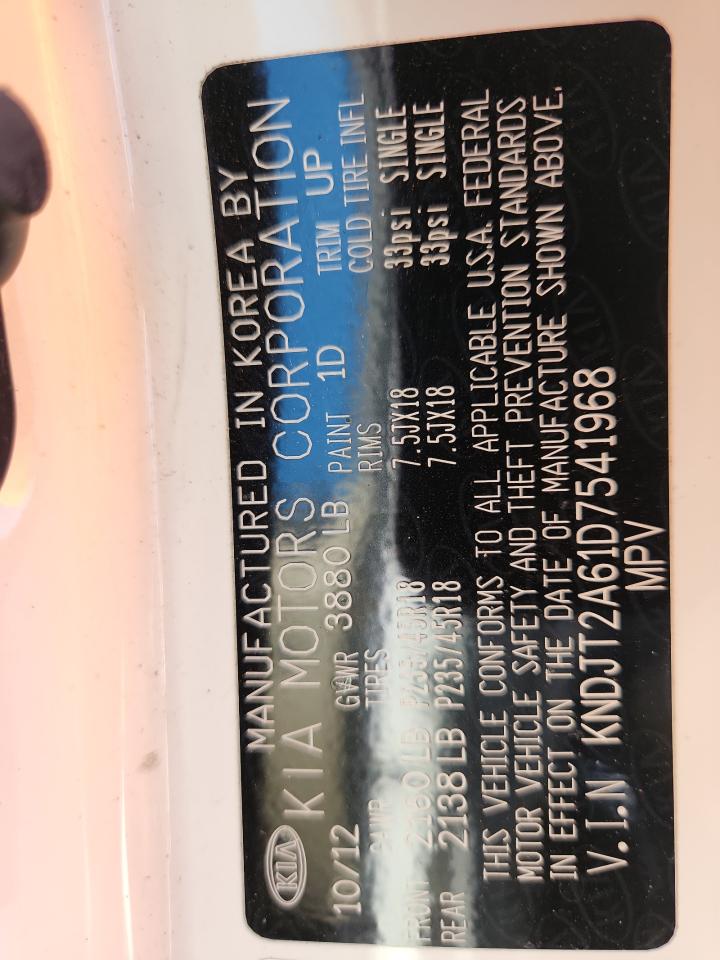 MANUFACTURED IN KOREA BY
KIA KIA MOTORS CORPORATION
10/12 GVWR 3880 LB PAINT 1D TRIM UP
GAWR TIRES RIMS COLD TIRE INFL
FRONT 2160 LB P235/45R18 7.5JX18 33psi SINGLE
REAR 2138 LB P235/45R18 7.5JX18 33psi SINGLE
THIS VEHICLE CONFORMS TO ALL APPLICABLE U.S.A. FEDERAL
MOTOR VEHICLE SAFETY AND THEFT PREVENTION STANDARDS
IN EFFECT ON THE DATE OF MANUFACTURE SHOWN ABOVE.
V.I.N KNDJT2A61D7541968
MPV